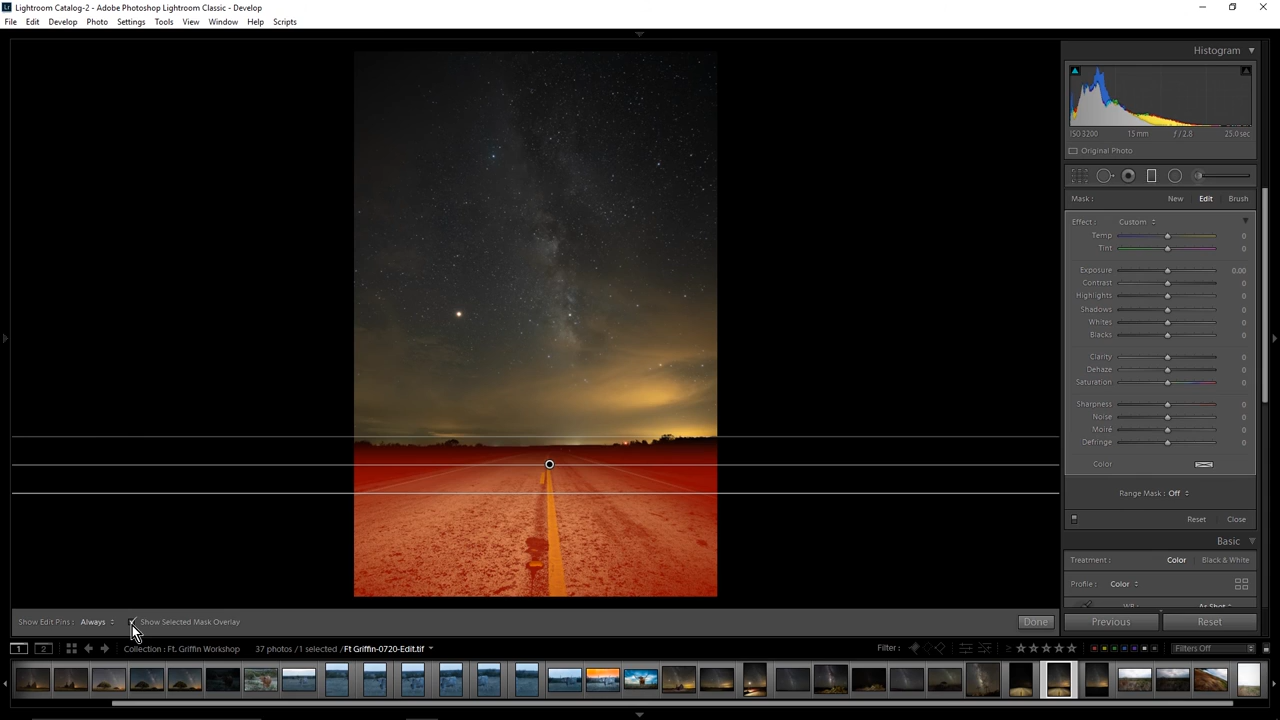 Lightroom Catalog-2 - Adobe Photoshop Lightroom Classic - Develop
File Edit Develop Photo Settings Tools View Window Help Scripts
Histogram
ISO 3200 15 mm ƒ / 2.8 25.0 sec
Original Photo
Mask : New Edit Brush
Effect : Custom
Temp 0
Tint 0
Exposure 0.00
Contrast 0
Highlights 0
Shadows 0
Whites 0
Blacks 0
Clarity 0
Dehaze 0
Saturation 0
Sharpness 0
Noise 0
Moiré 0
Defringe 0
Color
Range Mask : Off
Reset Close
Basic
Treatment : Color Black & White
Profile : Color
WB : As Shot
Show Edit Pins : Always Show Selected Mask Overlay Done
Previous Reset
1 2 Collection : Ft. Griffin Workshop 37 photos / 1 selected / Ft Griffin-0720-Edit.tif Filter : Filters Off